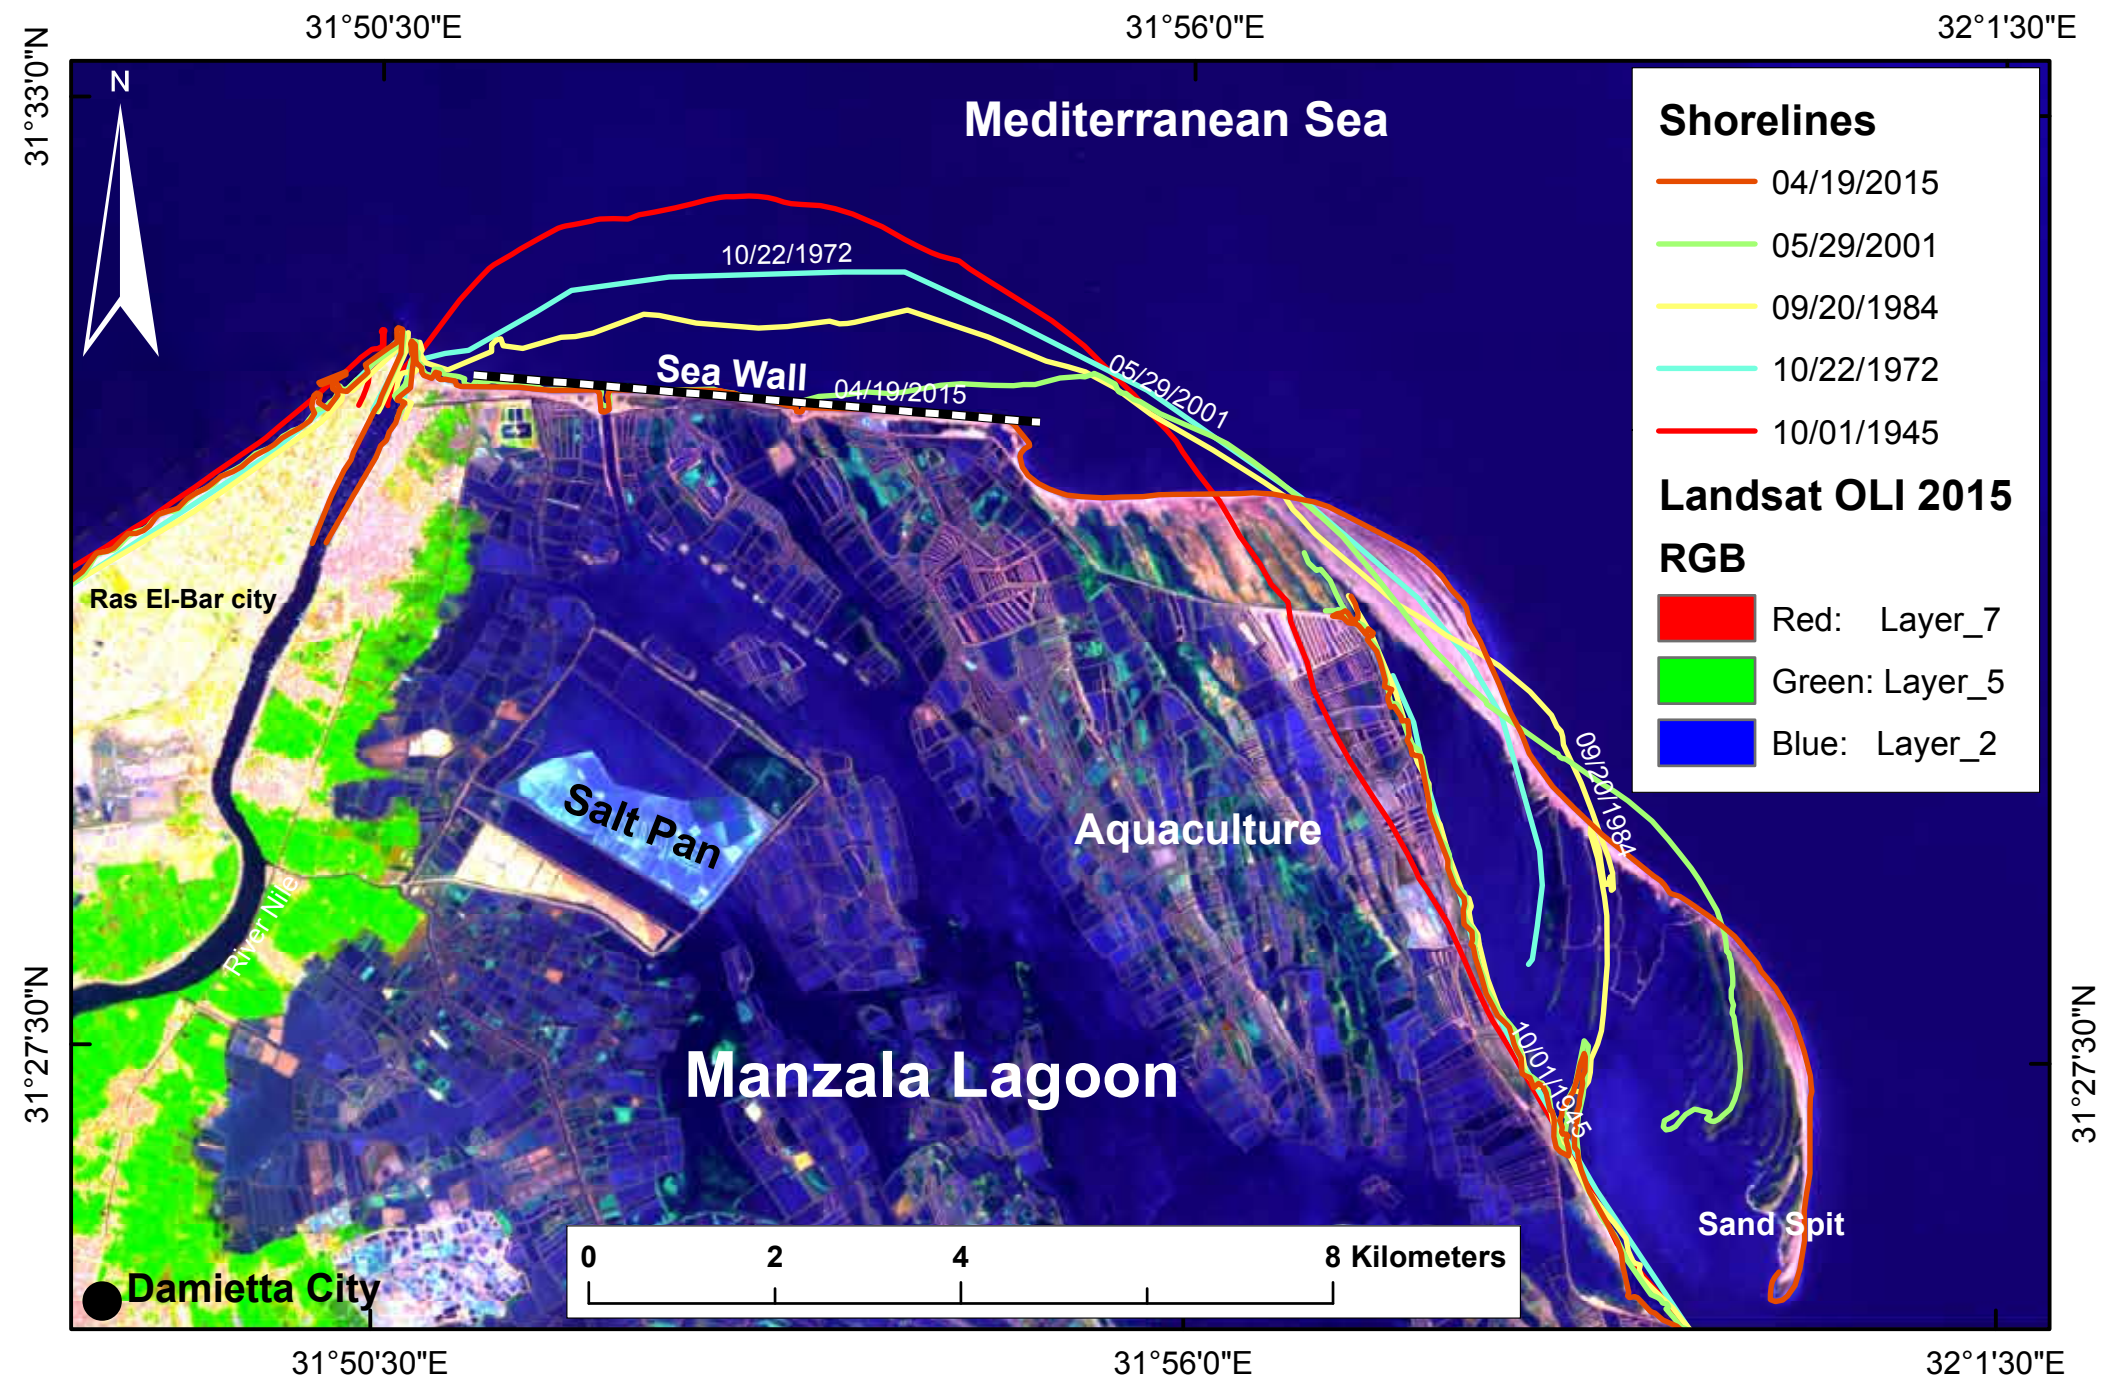 31°50'30"E
31°56'0"E
32°1'30"E
31°33'0"N
N
Mediterranean Sea
Shorelines
04/19/2015
05/29/2001
09/20/1984
10/22/1972
10/01/1945
Landsat OLI 2015
RGB
Red: Layer_7
Green: Layer_5
Blue: Layer_2
10/22/1972
Sea Wall
04/19/2015
05/29/2001
Ras El-Bar city
09/20/1984
Salt Pan
Aquaculture
River Nile
10/01/1945
Manzala Lagoon
31°27'30"N
31°27'30"N
Sand Spit
0 2 4 8 Kilometers
Damietta City
31°50'30"E
31°56'0"E
32°1'30"E